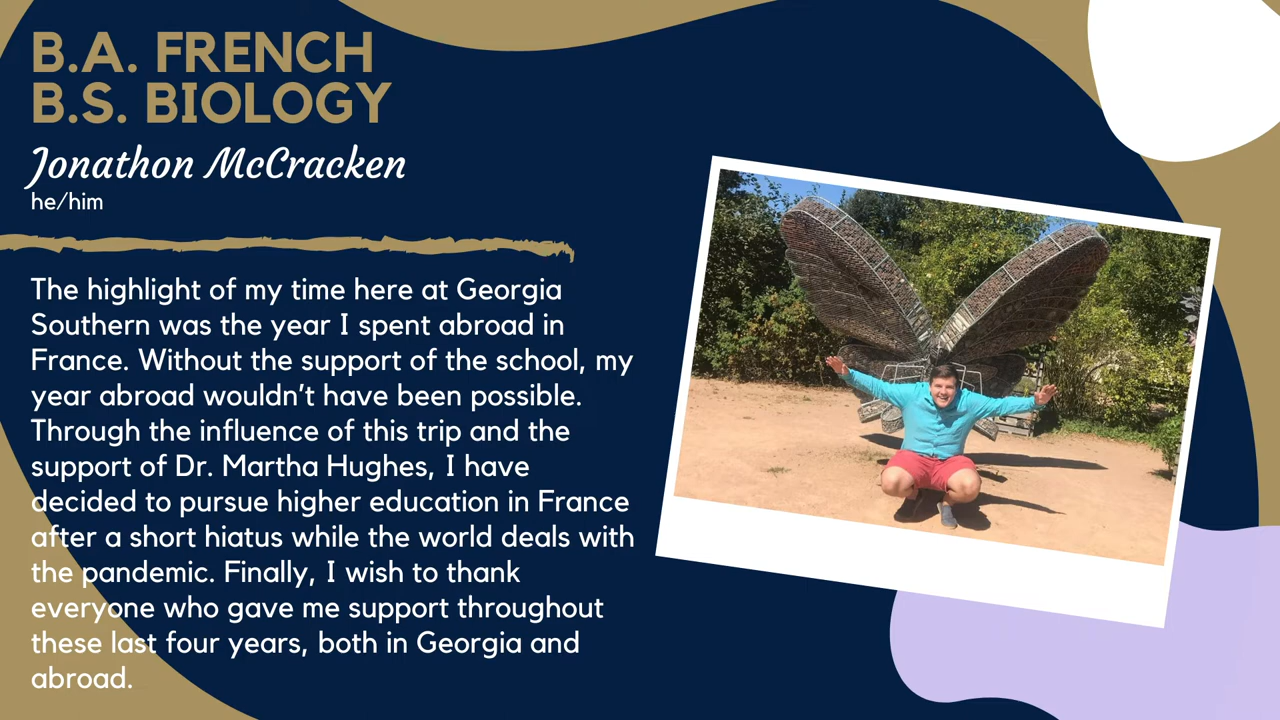 B.A. FRENCH
B.S. BIOLOGY
Jonathon McCracken
he/him
The highlight of my time here at Georgia
Southern was the year I spent abroad in
France. Without the support of the school, my
year abroad wouldn't have been possible.
Through the influence of this trip and the
support of Dr. Martha Hughes, I have
decided to pursue higher education in France
after a short hiatus while the world deals with
the pandemic. Finally, I wish to thank
everyone who gave me support throughout
these last four years, both in Georgia and
abroad.